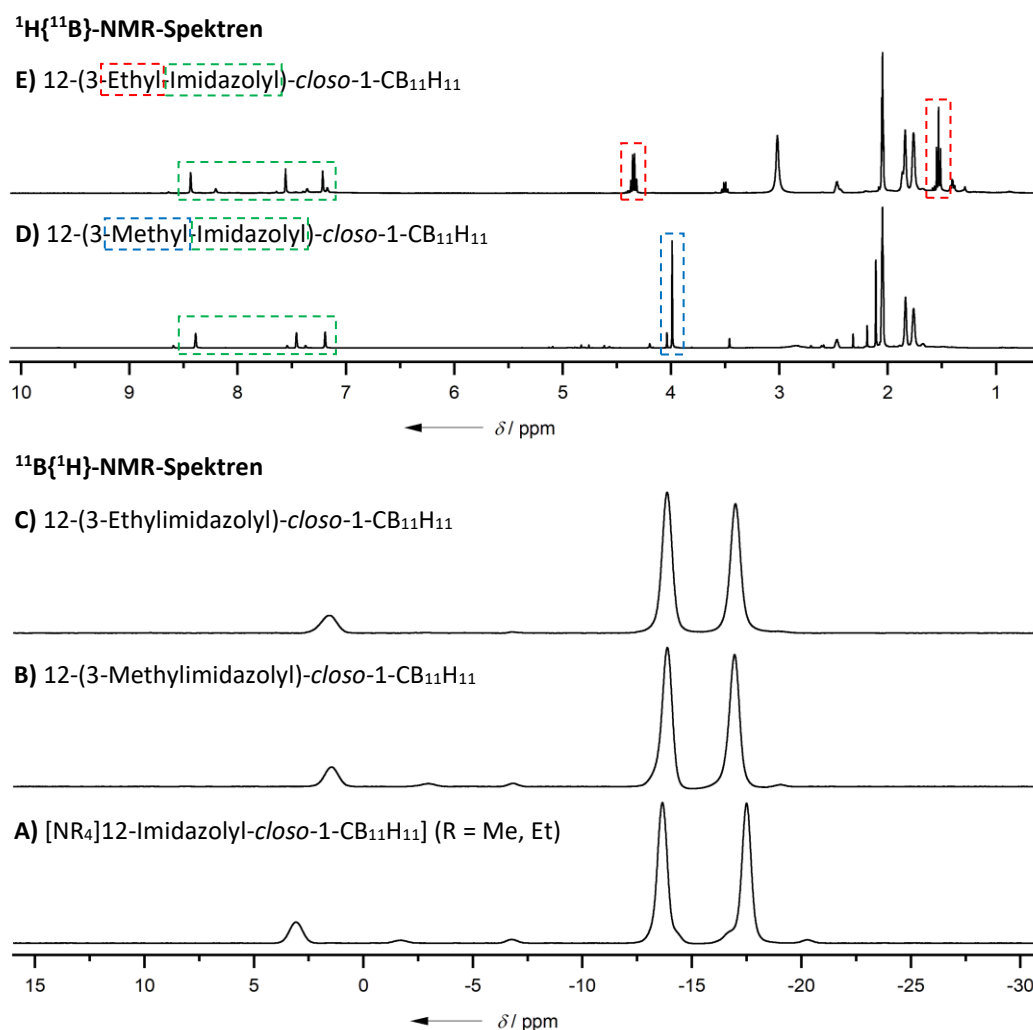 ¹H{¹¹B}-NMR-Spektren
E) 12-(3-Ethyl-Imidazolyl)-closo-1-CB₁₁H₁₁
D) 12-(3-Methyl-Imidazolyl)-closo-1-CB₁₁H₁₁
10 9 8 7 6 5 4 3 2 1
δ / ppm
¹¹B{¹H}-NMR-Spektren
C) 12-(3-Ethylimidazolyl)-closo-1-CB₁₁H₁₁
B) 12-(3-Methylimidazolyl)-closo-1-CB₁₁H₁₁
A) [NR₄]12-Imidazolyl-closo-1-CB₁₁H₁₁] (R = Me, Et)
15 10 5 0 -5 -10 -15 -20 -25 -30
δ / ppm